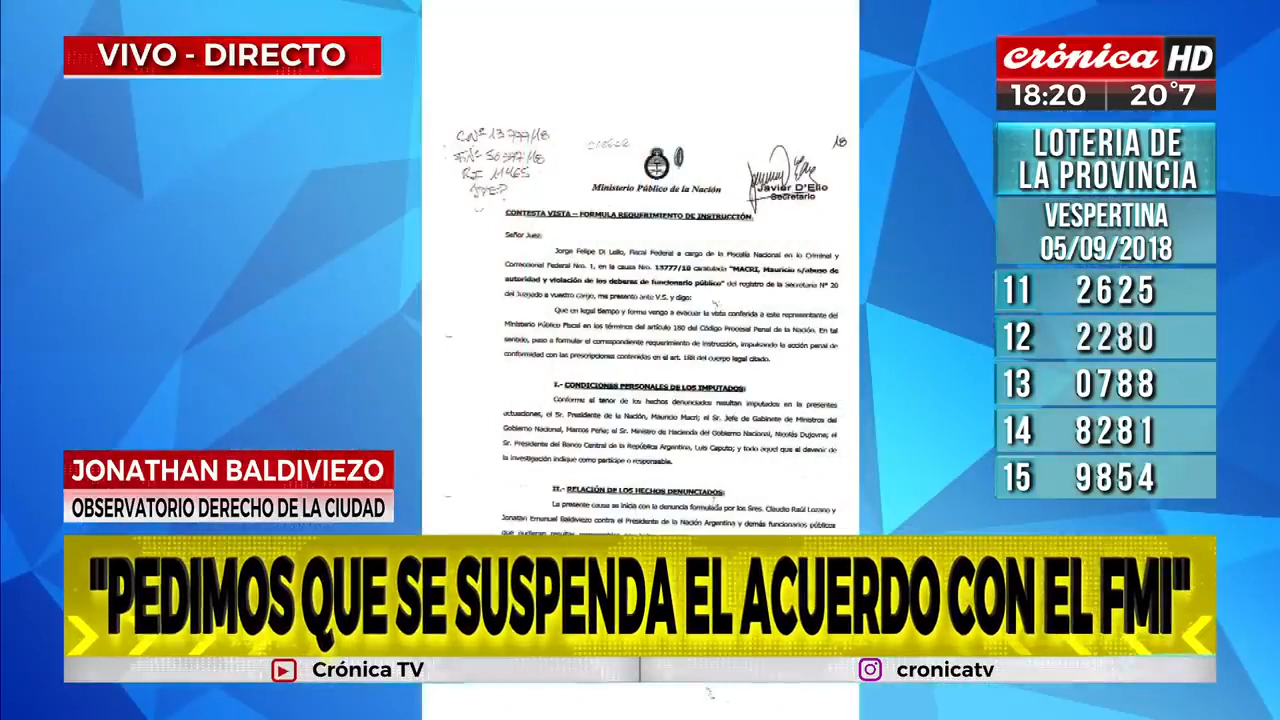 VIVO - DIRECTO
crónica HD
18:20 20°7
LOTERIA DE
LA PROVINCIA
VESPERTINA
05/09/2018
11 2625
12 2280
13 0788
14 8281
15 9854
18
Ministerio Público de la Nación
Javier D'Elio
Secretario
CONTESTA VISTA – FORMULA REQUERIMIENTO DE INSTRUCCIÓN.
Señor Juez:
Jorge Felipe Di Lello, Fiscal Federal a cargo de la Fiscalía Nacional en lo Criminal y
Correccional Federal Nro. 1, en la causa Nro. 13777/18 caratulada "MACRI, Mauricio s/abuso de
autoridad y violación de los deberes de funcionario público" del registro de la Secretaría N° 20
del Juzgado a vuestro cargo, me presento ante V.S. y digo:
Que en legal tiempo y forma vengo a evacuar la vista conferida a este representante del
Ministerio Público Fiscal en los términos del artículo 180 del Código Procesal Penal de la Nación. En tal
sentido, paso a formular el correspondiente requerimiento de instrucción, impulsando la acción penal de
conformidad con las prescripciones contenidas en el art. 188 del cuerpo legal citado.
I.- CONDICIONES PERSONALES DE LOS IMPUTADOS:
Conforme al tenor de los hechos denunciados resultan imputados en la presentes
actuaciones, el Sr. Presidente de la Nación, Mauricio Macri; el Sr. Jefe de Gabinete de Ministros del
Gobierno Nacional, Marcos Peña; el Sr. Ministro de Hacienda del Gobierno Nacional, Nicolás Dujovne; el
Sr. Presidente del Banco Central de la República Argentina, Luis Caputo; y todo aquel que el devenir de
la investigación indique como partícipe o responsable.
II.- RELACIÓN DE LOS HECHOS DENUNCIADOS:
La presente causa se inicia con la denuncia formulada por los Sres. Claudio Raúl Lozano y
Jonatan Emanuel Baldiviezo contra el Presidente de la Nación Argentina y demás funcionarios públicos
JONATHAN BALDIVIEZO
OBSERVATORIO DERECHO DE LA CIUDAD
"PEDIMOS QUE SE SUSPENDA EL ACUERDO CON EL FMI"
Crónica TV cronicatv